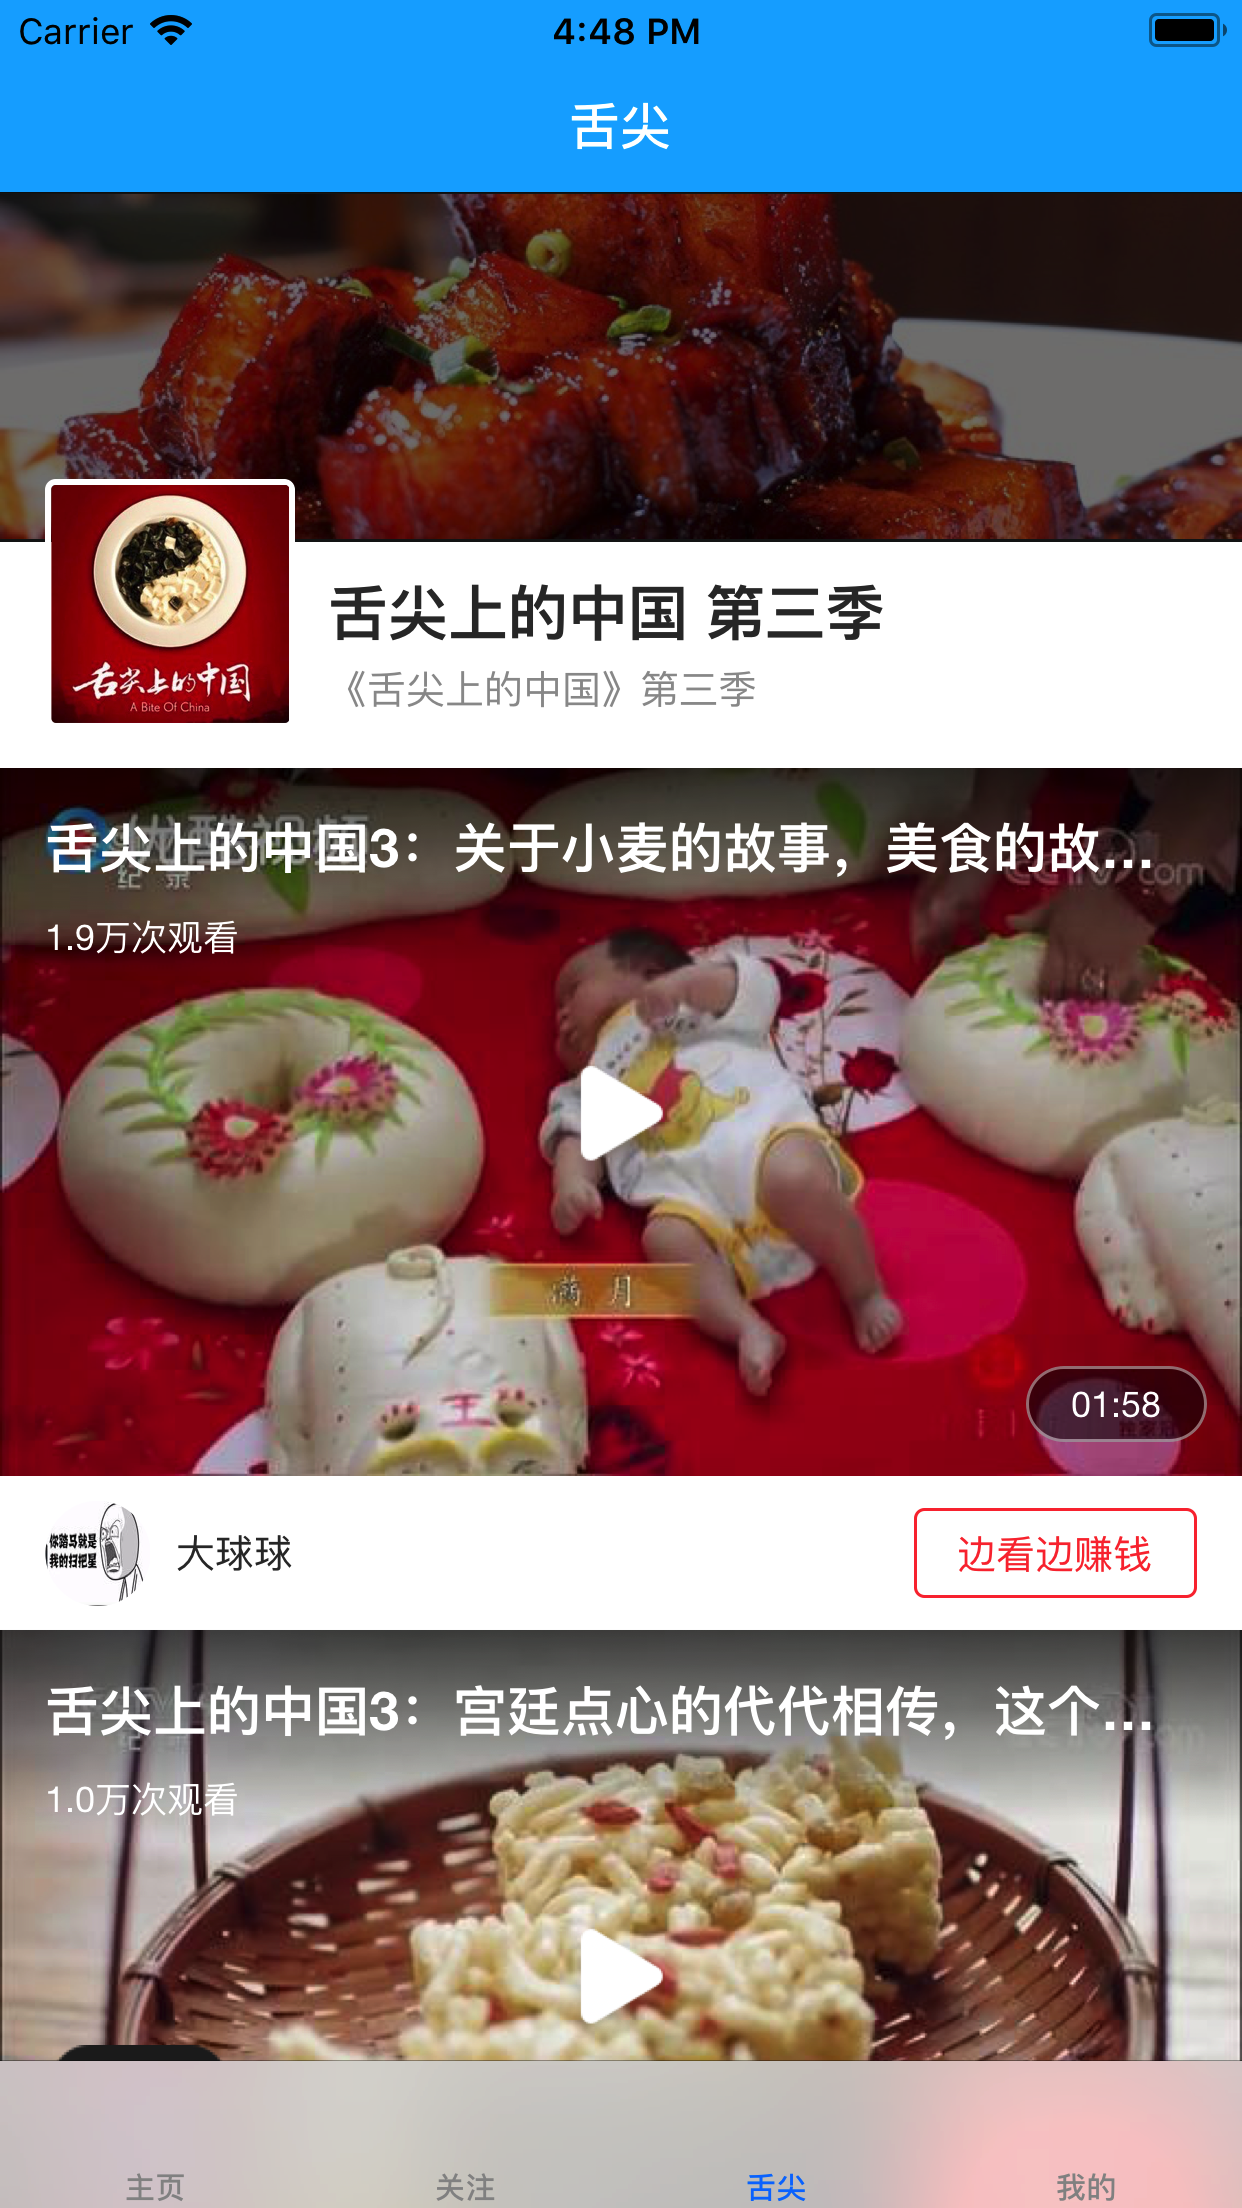 Carrier 4:48 PM
舌尖
舌尖上的中国
A Bite Of China
舌尖上的中国 第三季
《舌尖上的中国》第三季
舌尖上的中国3：关于小麦的故事，美食的故...
纪 录
1.9万次观看
满 月
王
01:58
你踏马就是
我的扫把星
大球球
边看边赚钱
舌尖上的中国3：宫廷点心的代代相传，这个...
1.0万次观看
主页 关注 舌尖 我的